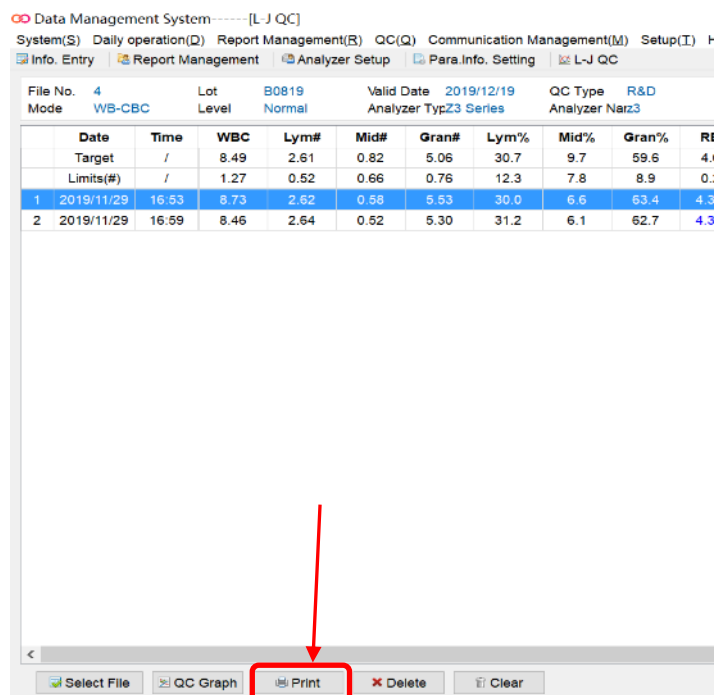 Data Management System------[L-J QC]
System(S) Daily operation(D) Report Management(R) QC(Q) Communication Management(M) Setup(T) H
Info. Entry Report Management Analyzer Setup Para.Info. Setting L-J QC
File No. 4 Lot B0819 Valid Date 2019/12/19 QC Type R&D
Mode WB-CBC Level Normal Analyzer Typ Z3 Series Analyzer Nar z3
Date Time WBC Lym# Mid# Gran# Lym% Mid% Gran% RB
Target / 8.49 2.61 0.82 5.06 30.7 9.7 59.6 4.
Limits(#) / 1.27 0.52 0.66 0.76 12.3 7.8 8.9 0.
1 2019/11/29 16:53 8.73 2.62 0.58 5.53 30.0 6.6 63.4 4.3
2 2019/11/29 16:59 8.46 2.64 0.52 5.30 31.2 6.1 62.7 4.3
Select File QC Graph Print Delete Clear